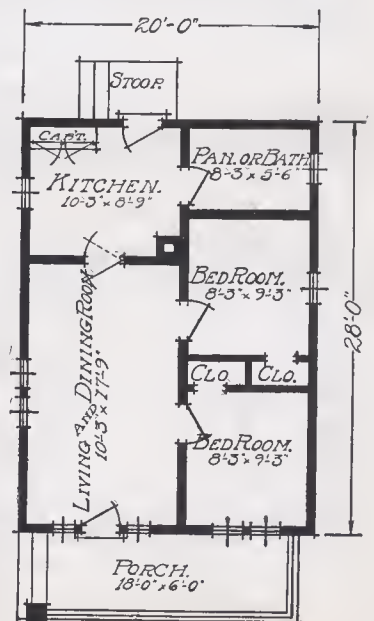 20'-0"
STOOP.
CAB'T.
PAN. OR BATH
8'-3" x 5'-6"
KITCHEN.
10'-3" x 8'-9"
BED ROOM.
8'-3" x 9'-3"
28'-0"
LIVING AND DINING ROOM
10'-3" x 17'-9"
CLO.
CLO.
BED ROOM.
8'-3" x 9'-3"
PORCH.
18'-0" x 6'-0"